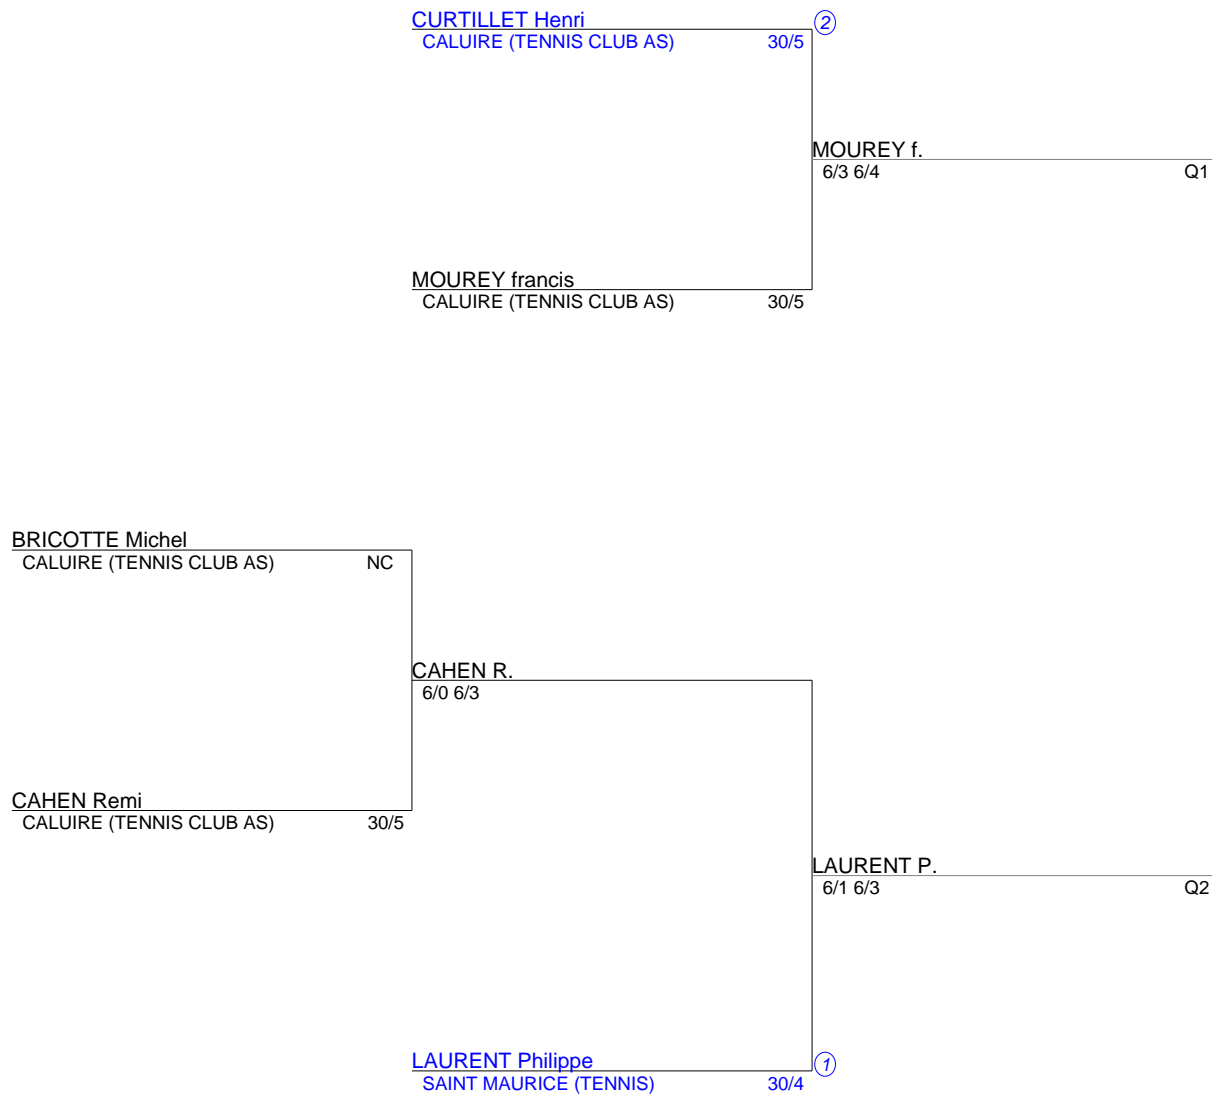 CURTILLET Henri 2
CALUIRE (TENNIS CLUB AS) 30/5
MOUREY f.
6/3 6/4 Q1
MOUREY francis
CALUIRE (TENNIS CLUB AS) 30/5
BRICOTTE Michel
CALUIRE (TENNIS CLUB AS) NC
CAHEN R.
6/0 6/3
CAHEN Remi
CALUIRE (TENNIS CLUB AS) 30/5
LAURENT P.
6/1 6/3 Q2
LAURENT Philippe 1
SAINT MAURICE (TENNIS) 30/4